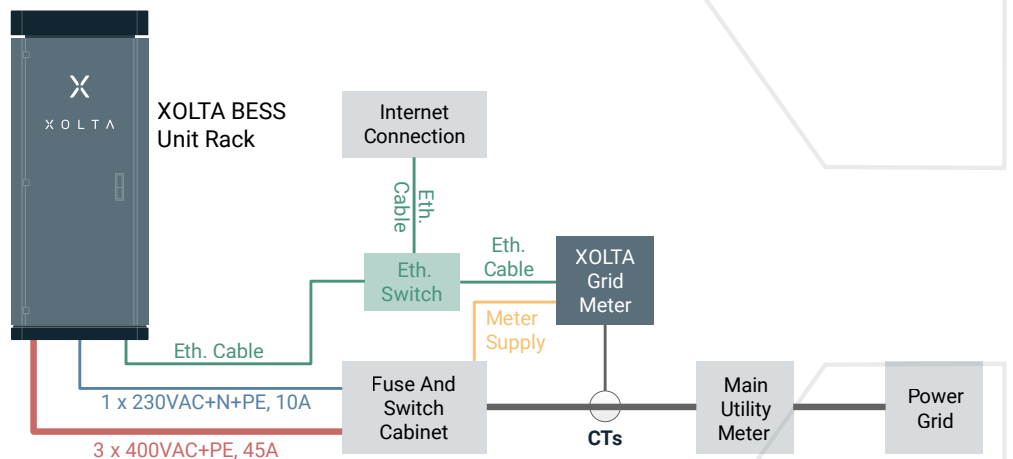 XOLTA
XOLTA BESS
Unit Rack
Internet
Connection
Eth.
Cable
Eth.
Switch
Eth.
Cable
XOLTA
Grid
Meter
Meter
Supply
Eth. Cable
1 x 230VAC+N+PE, 10A
3 x 400VAC+PE, 45A
Fuse And
Switch
Cabinet
CTs
Main
Utility
Meter
Power
Grid